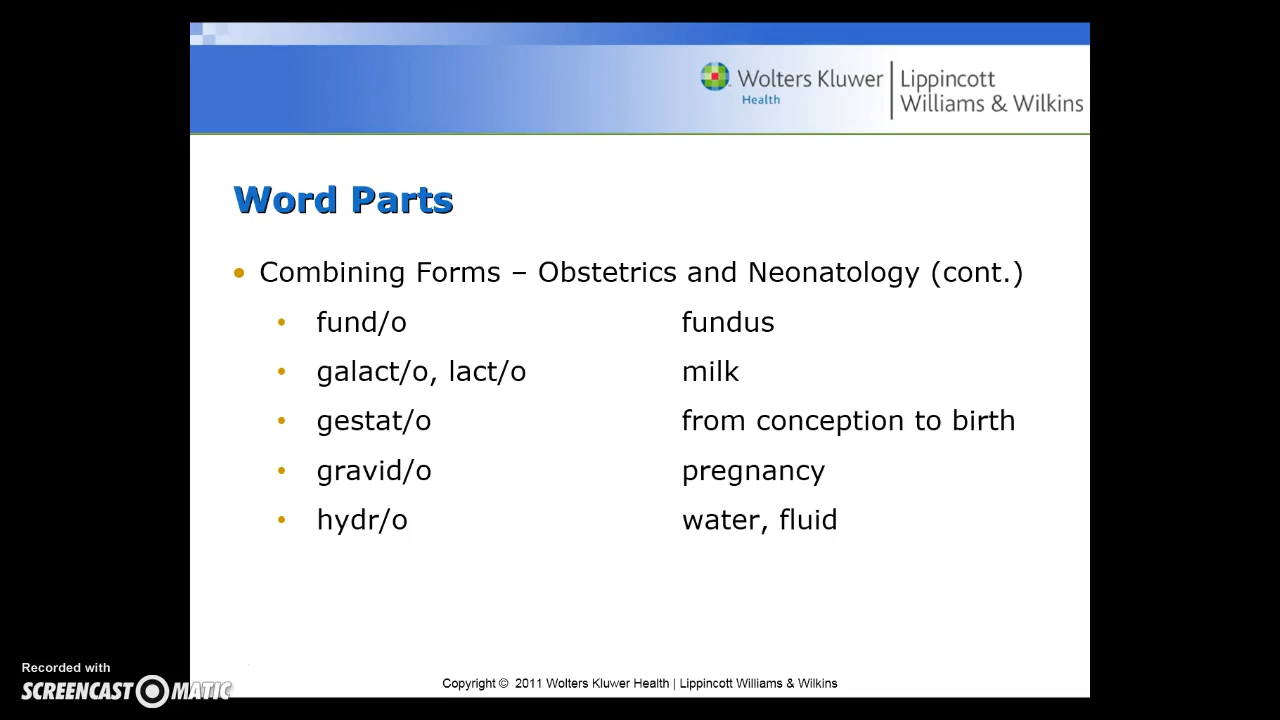 Wolters Kluwer
Health
Lippincott
Williams & Wilkins
Word Parts
• Combining Forms – Obstetrics and Neonatology (cont.)
• fund/o fundus
• galact/o, lact/o milk
• gestat/o from conception to birth
• gravid/o pregnancy
• hydr/o water, fluid
Recorded with
SCREENCAST O MATIC
Copyright © 2011 Wolters Kluwer Health | Lippincott Williams & Wilkins